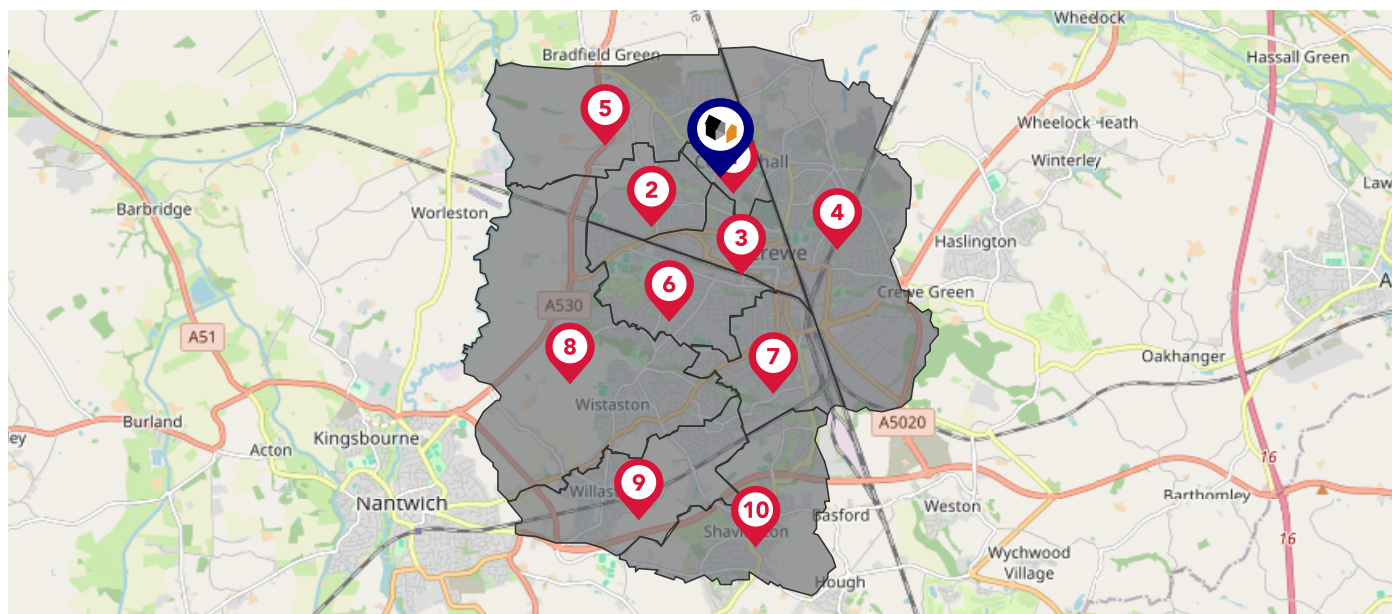 Wheelock
Bradfield Green
Hassall Green
5
Wheelock Heath
Winterley
hall
2
4
Barbridge
Worleston
3
Haslington
Crewe
6
Crewe Green
A530
A51
8
7
Oakhanger
Wistaston
Burland
A5020
Kingsbourne
Acton
16
9
Barthomley
Nantwich
10
Weston
Basford
16
Wychwood
Village
Hough